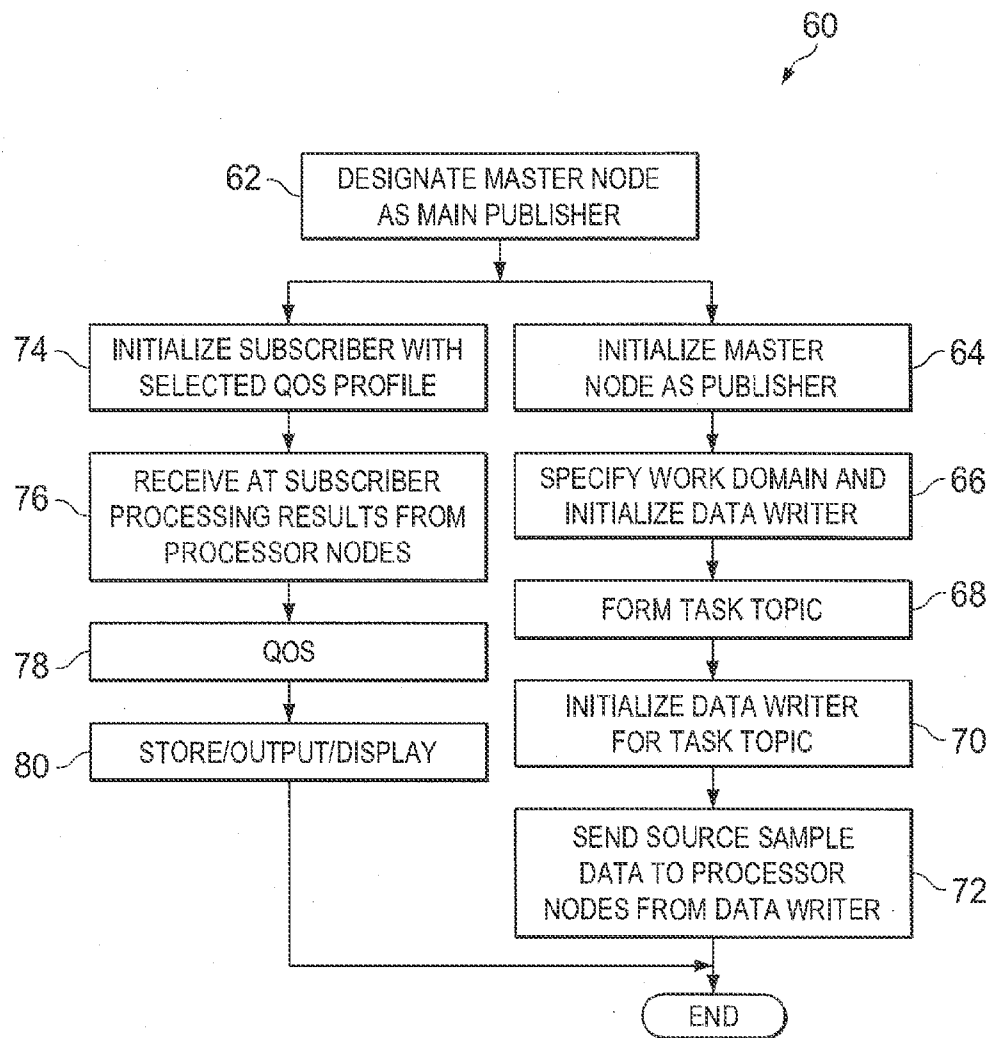 60
62
DESIGNATE MASTER NODE
AS MAIN PUBLISHER
74
INITIALIZE SUBSCRIBER WITH
SELECTED QOS PROFILE
76
RECEIVE AT SUBSCRIBER
PROCESSING RESULTS FROM
PROCESSOR NODES
78
QOS
80
STORE/OUTPUT/DISPLAY
INITIALIZE MASTER
NODE AS PUBLISHER
64
SPECIFY WORK DOMAIN AND
INITIALIZE DATA WRITER
66
FORM TASK TOPIC
68
INITIALIZE DATA WRITER
FOR TASK TOPIC
70
SEND SOURCE SAMPLE
DATA TO PROCESSOR
NODES FROM DATA WRITER
72
END